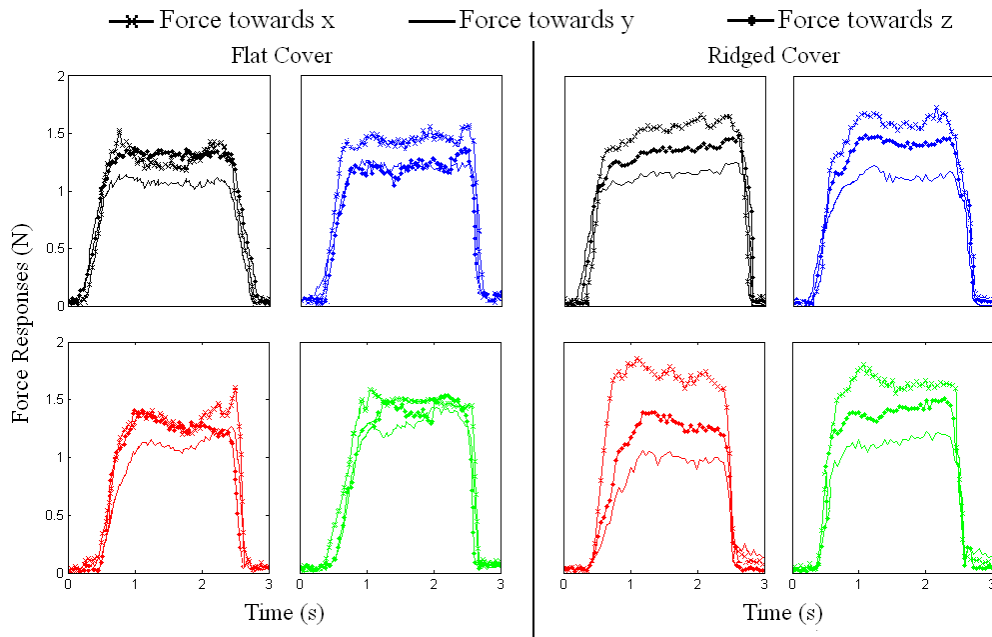 Force towards x Force towards y Force towards z
Flat Cover Ridged Cover
Force Responses (N)
2
1.5
1
0.5
0
2
1.5
1
0.5
0
0 1 2 3 0 1 2 3 0 1 2 3 0 1 2 3
Time (s) Time (s)